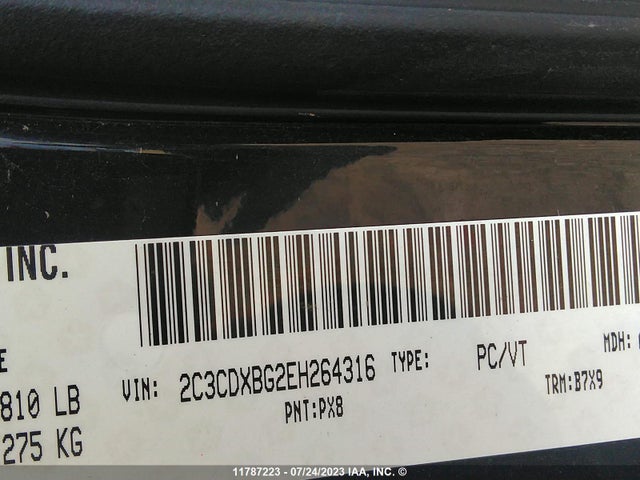 INC.
E
810 LB
275 KG
VIN: 2C3CDXBG2EH264316 TYPE: PC/VT MDH:
PNT:PX8 TRM:B7X9
11787223 - 07/24/2023 IAA, INC. ©